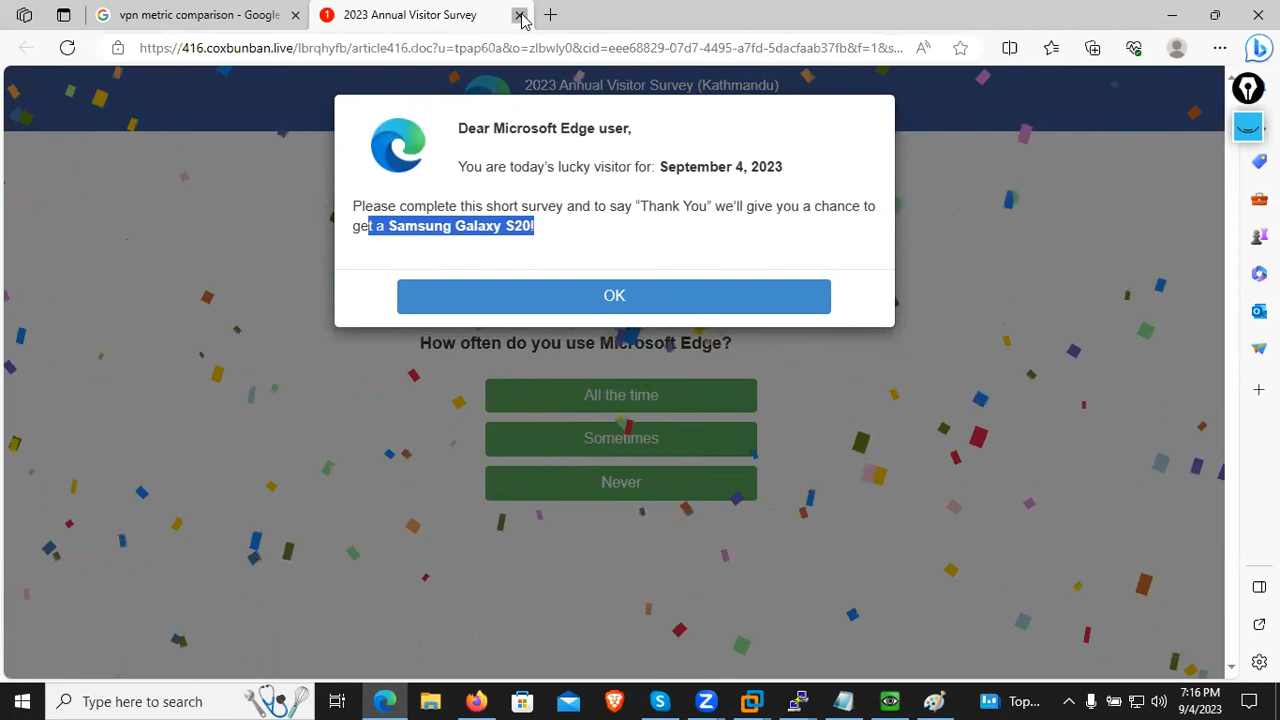 vpn metric comparison - Google
1 2023 Annual Visitor Survey
https://416.coxbunban.live/lbrqhyfb/article416.doc?u=tpap60a&o=zlbwly0&cid=eee68829-07d7-4495-a7fd-5dacfaab37fb&f=1&s...
2023 Annual Visitor Survey (Kathmandu)
Dear Microsoft Edge user,
You are today's lucky visitor for: September 4, 2023
Please complete this short survey and to say “Thank You” we'll give you a chance to
get a Samsung Galaxy S20!
OK
How often do you use Microsoft Edge?
All the time
Sometimes
Never
Type here to search
Top...
7:16 PM
9/4/2023